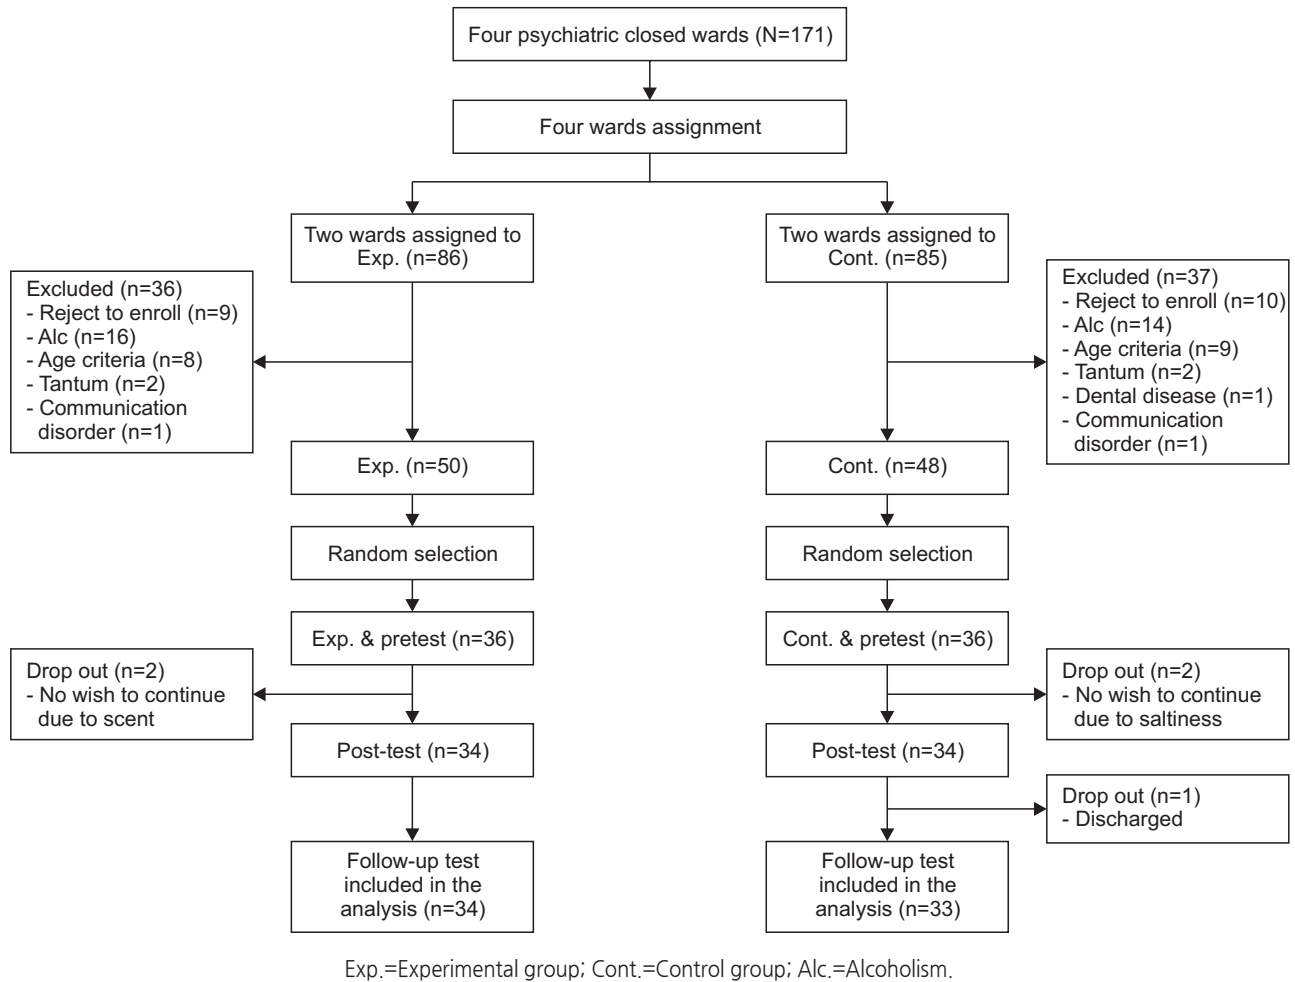 Four psychiatric closed wards (N=171)
Four wards assignment
Two wards assigned to
Exp. (n=86)
Two wards assigned to
Cont. (n=85)
Excluded (n=36)
- Reject to enroll (n=9)
- Alc (n=16)
- Age criteria (n=8)
- Tantum (n=2)
- Communication
disorder (n=1)
Excluded (n=37)
- Reject to enroll (n=10)
- Alc (n=14)
- Age criteria (n=9)
- Tantum (n=2)
- Dental disease (n=1)
- Communication
disorder (n=1)
Exp. (n=50)
Cont. (n=48)
Random selection
Random selection
Exp. & pretest (n=36)
Cont. & pretest (n=36)
Drop out (n=2)
- No wish to continue
due to scent
Drop out (n=2)
- No wish to continue
due to saltiness
Post-test (n=34)
Post-test (n=34)
Drop out (n=1)
- Discharged
Follow-up test
included in the
analysis (n=34)
Follow-up test
included in the
analysis (n=33)
Exp.=Experimental group; Cont.=Control group; Alc.=Alcoholism.